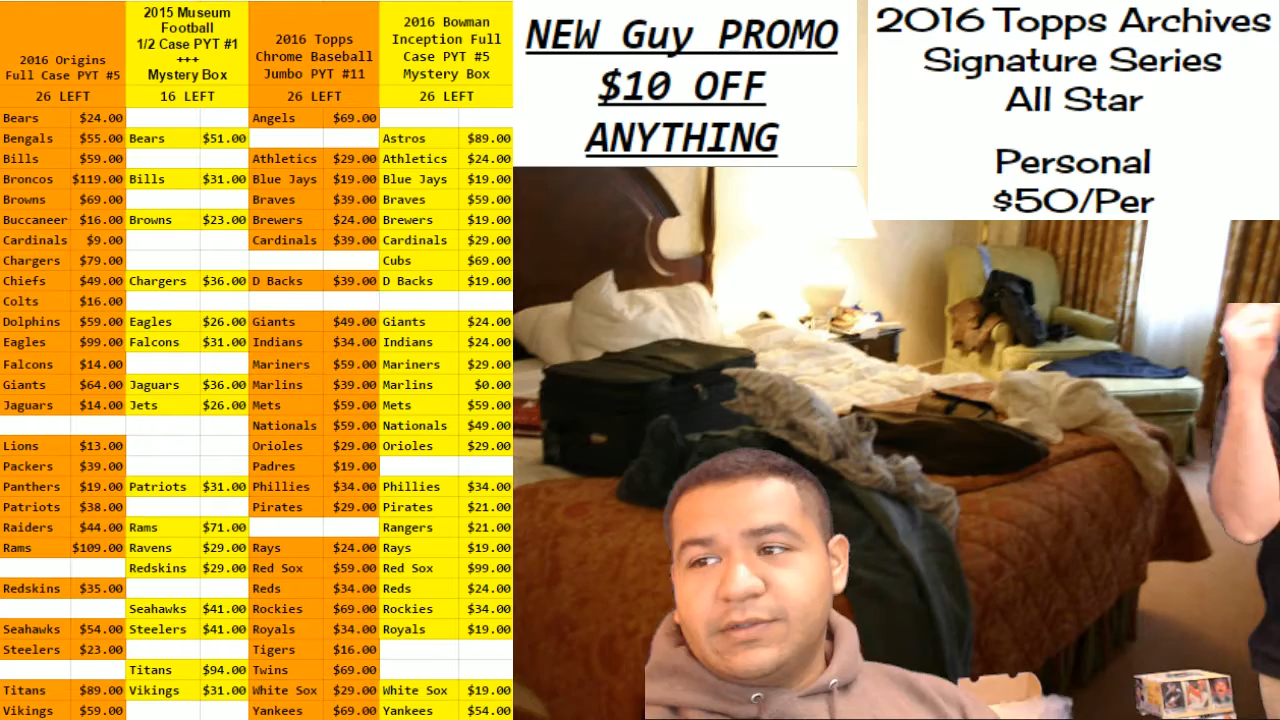 2016 Origins
Full Case PYT #5
26 LEFT
Bears $24.00
Bengals $55.00
Bills $59.00
Broncos $119.00
Browns $69.00
Buccaneer $16.00
Cardinals $9.00
Chargers $79.00
Chiefs $49.00
Colts $16.00
Dolphins $59.00
Eagles $99.00
Falcons $14.00
Giants $64.00
Jaguars $14.00
Lions $13.00
Packers $39.00
Panthers $19.00
Patriots $38.00
Raiders $44.00
Rams $109.00
Redskins $35.00
Seahawks $54.00
Steelers $23.00
Titans $89.00
Vikings $59.00
2015 Museum
Football
1/2 Case PYT #1
+++
Mystery Box
16 LEFT
Bears $51.00
Bills $31.00
Browns $23.00
Chargers $36.00
Eagles $26.00
Falcons $31.00
Jaguars $36.00
Jets $26.00
Patriots $31.00
Rams $71.00
Ravens $29.00
Redskins $29.00
Seahawks $41.00
Steelers $41.00
Titans $94.00
Vikings $31.00
2016 Topps
Chrome Baseball
Jumbo PYT #11
26 LEFT
Angels $69.00
Athletics $29.00
Blue Jays $19.00
Braves $39.00
Brewers $24.00
Cardinals $39.00
D Backs $39.00
Giants $49.00
Indians $34.00
Mariners $59.00
Marlins $39.00
Mets $59.00
Nationals $59.00
Orioles $29.00
Padres $19.00
Phillies $34.00
Pirates $29.00
Rays $24.00
Red Sox $59.00
Reds $34.00
Rockies $69.00
Royals $34.00
Tigers $16.00
Twins $69.00
White Sox $29.00
Yankees $69.00
2016 Bowman
Inception Full
Case PYT #5
Mystery Box
26 LEFT
Astros $89.00
Athletics $24.00
Blue Jays $19.00
Braves $59.00
Brewers $19.00
Cardinals $29.00
Cubs $69.00
D Backs $19.00
Giants $24.00
Indians $24.00
Mariners $29.00
Marlins $0.00
Mets $59.00
Nationals $49.00
Orioles $29.00
Phillies $34.00
Pirates $21.00
Rangers $21.00
Rays $19.00
Red Sox $99.00
Reds $24.00
Rockies $34.00
Royals $19.00
White Sox $19.00
Yankees $54.00
NEW Guy PROMO
$10 OFF
ANYTHING
2016 Topps Archives
Signature Series
All Star
Personal
$50/Per